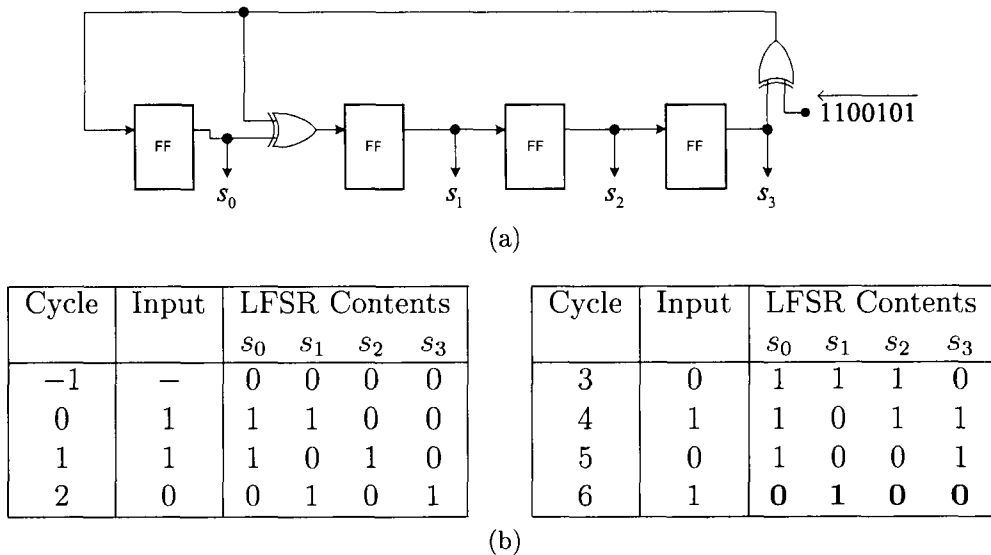 1100101
FF
FF
FF
FF
s₀
s₁
s₂
s₃
(a)
Cycle Input LFSR Contents
s₀ s₁ s₂ s₃
−1 − 0 0 0 0
0 1 1 1 0 0
1 1 1 0 1 0
2 0 0 1 0 1
Cycle Input LFSR Contents
s₀ s₁ s₂ s₃
3 0 1 1 1 0
4 1 1 0 1 1
5 0 1 0 0 1
6 1 0 1 0 0
(b)